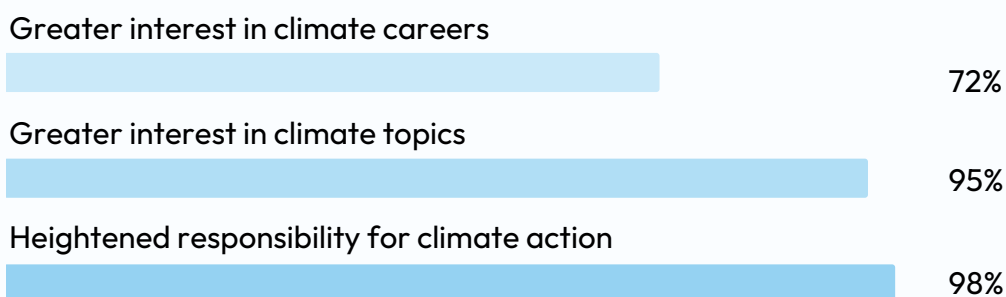 Greater interest in climate careers
72%
Greater interest in climate topics
95%
Heightened responsibility for climate action
98%